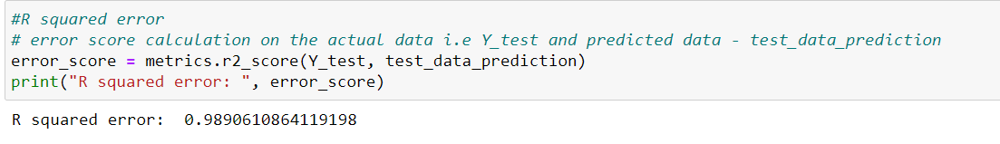 #R squared error
# error score calculation on the actual data i.e Y_test and predicted data - test_data_prediction
error_score = metrics.r2_score(Y_test, test_data_prediction)
print("R squared error: ", error_score)
R squared error:  0.9890610864119198